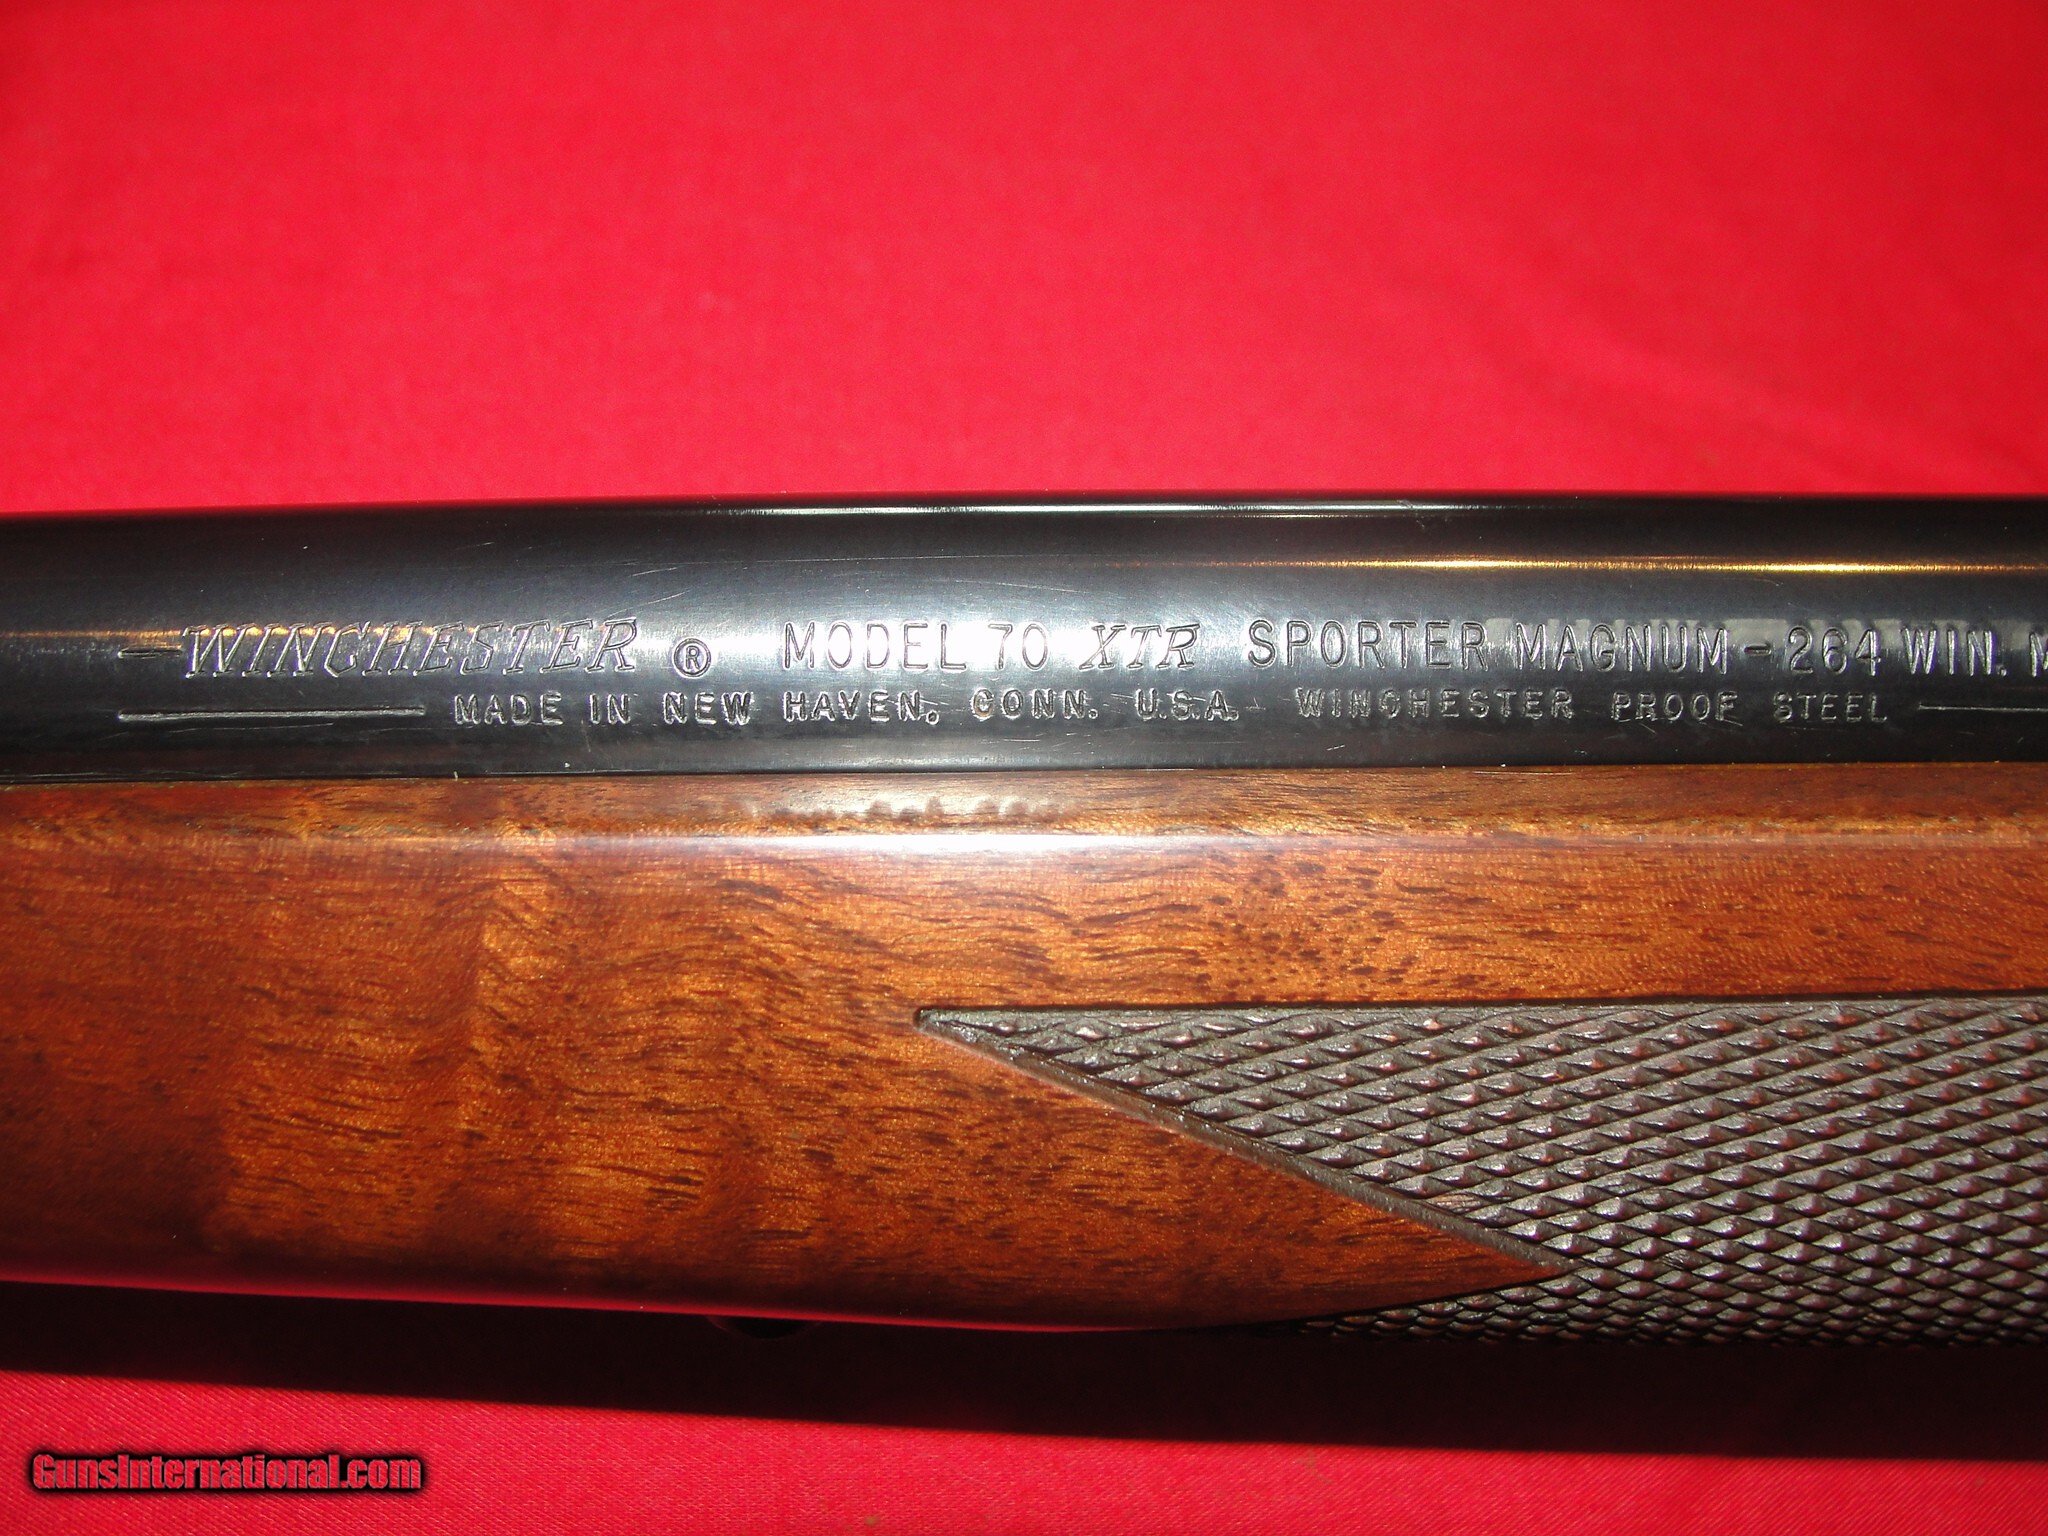 WINCHESTER ® MODEL 70 XTR SPORTER MAGNUM - 264 WIN. M
MADE IN NEW HAVEN, CONN. U.S.A. WINCHESTER PROOF STEEL
GunsInternational.com